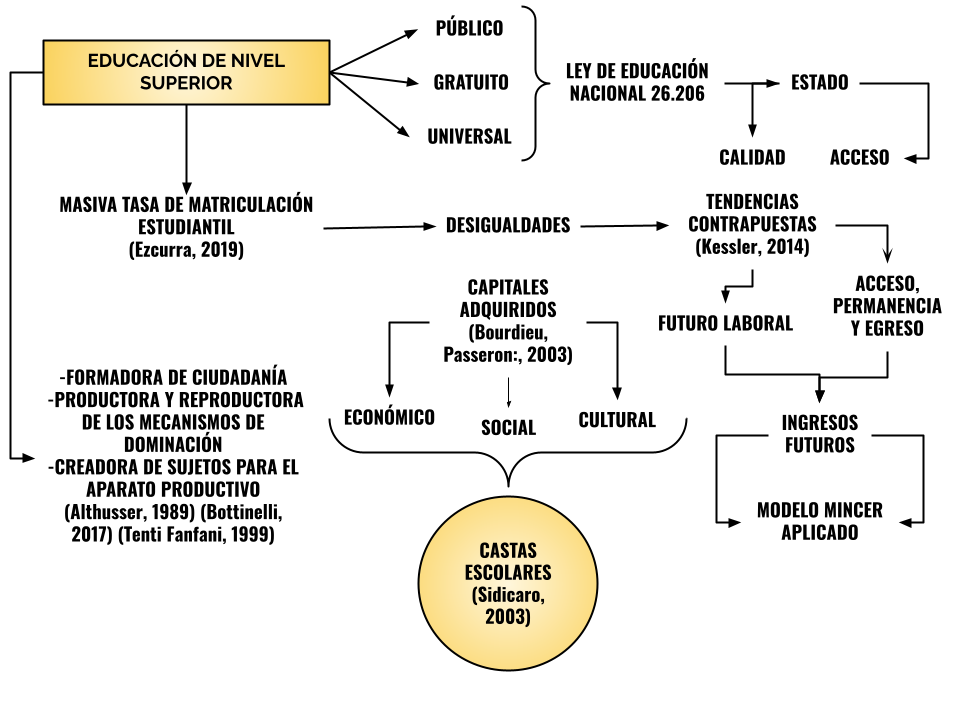 EDUCACIÓN DE NIVEL
SUPERIOR
PÚBLICO
GRATUITO
UNIVERSAL
LEY DE EDUCACIÓN
NACIONAL 26.206
ESTADO
CALIDAD
ACCESO
MASIVA TASA DE MATRICULACIÓN
ESTUDIANTIL
(Ezcurra, 2019)
DESIGUALDADES
TENDENCIAS
CONTRAPUESTAS
(Kessler, 2014)
FUTURO LABORAL
ACCESO,
PERMANENCIA
Y EGRESO
INGRESOS
FUTUROS
MODELO MINCER
APLICADO
CAPITALES
ADQUIRIDOS
(Bourdieu,
Passeron:, 2003)
ECONÓMICO
SOCIAL
CULTURAL
CASTAS
ESCOLARES
(Sidicaro,
2003)
-FORMADORA DE CIUDADANÍA
-PRODUCTORA Y REPRODUCTORA
DE LOS MECANISMOS DE
DOMINACIÓN
-CREADORA DE SUJETOS PARA EL
APARATO PRODUCTIVO
(Althusser, 1989) (Bottinelli,
2017) (Tenti Fanfani, 1999)